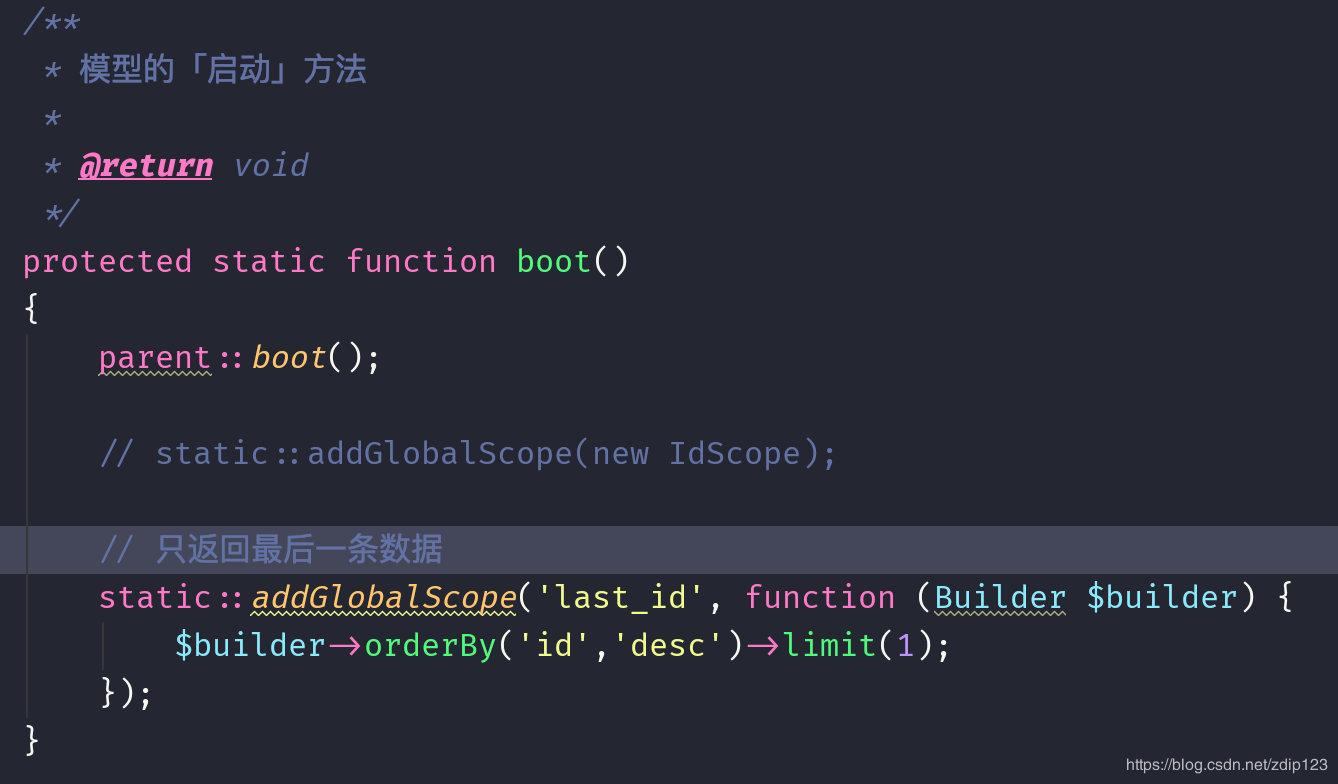 /**
 * 模型的「启动」方法
 *
 * @return void
 */
protected static function boot()
{
    parent::boot();
    // static::addGlobalScope(new IdScope);
    // 只返回最后一条数据
    static::addGlobalScope('last_id', function (Builder $builder) {
        $builder->orderBy('id','desc')->limit(1);
    });
}
https://blog.csdn.net/zdip123